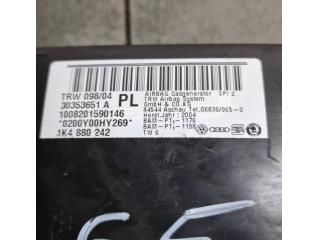 TRW 098/04
30353651 A
PL
1008201590146
*0200Y00HY269*
1K4 880 242
AIRBAG Gasgenerator SPI 2
TRW Airbag System
GmbH & CO.KG
84544 Aschau Tel.:06838/965-0
Herst.Jahr: 2004
BAM-PT₁-1176
BAM-PT₁-1198
TW 6